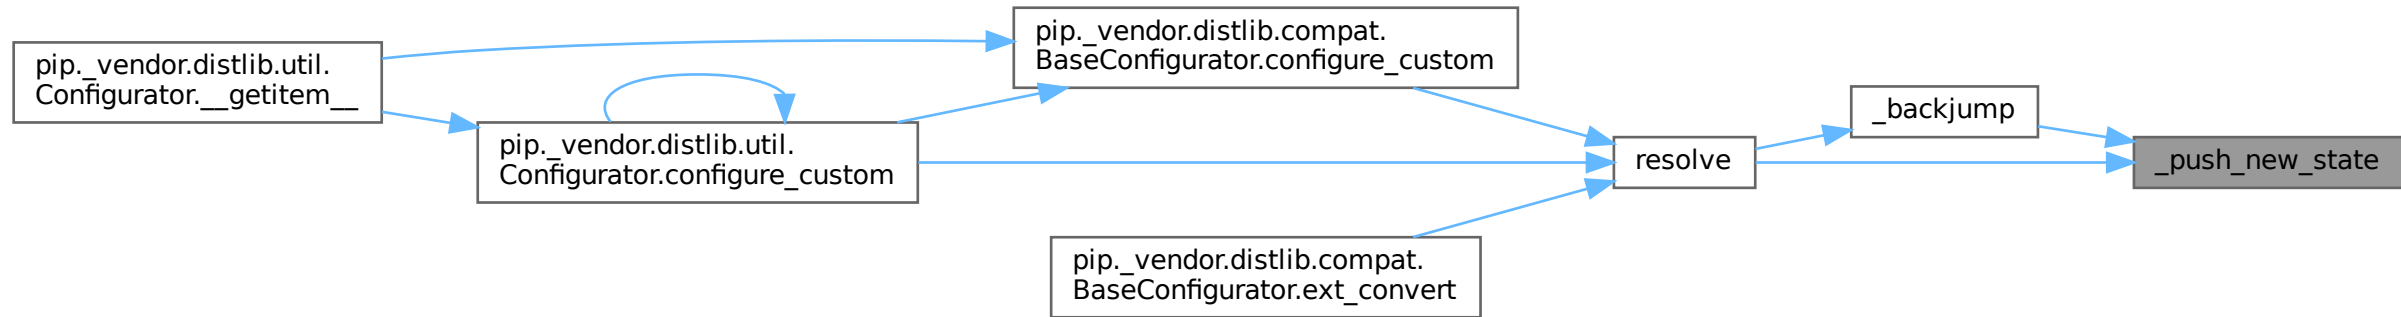 pip._vendor.distlib.util.
Configurator.__getitem__
pip._vendor.distlib.compat.
BaseConfigurator.configure_custom
pip._vendor.distlib.util.
Configurator.configure_custom
pip._vendor.distlib.compat.
BaseConfigurator.ext_convert
resolve
_backjump
_push_new_state